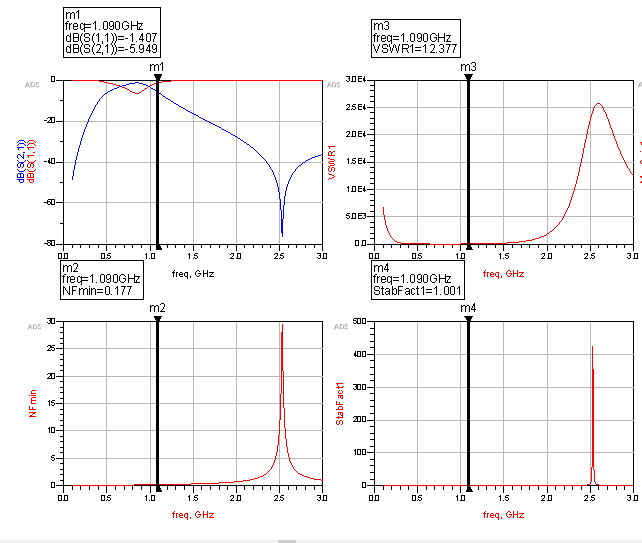 m1
freq=1.090GHz
dB(S(1,1))=-1.407
dB(S(2,1))=-5.949
m3
freq=1.090GHz
VSWR1=12.377
m1
m3
ADS
ADS
0
-20
-40
-60
-80
dB(S(2,1))
dB(S(1,1))
0.0 0.5 1.0 1.5 2.0 2.5 3.0
freq, GHz
3.0E4
2.5E4
2.0E4
1.5E4
1.0E4
5.0E3
0.0
VSWR1
0.0 0.5 1.0 1.5 2.0 2.5 3.0
freq, GHz
m2
freq=1.090GHz
NFmin=0.177
m4
freq=1.090GHz
StabFact1=1.001
m2
m4
ADS
ADS
30
25
20
15
10
5
0
NFmin
0.0 0.5 1.0 1.5 2.0 2.5 3.0
freq, GHz
500
400
300
200
100
0
StabFact1
0.0 0.5 1.0 1.5 2.0 2.5 3.0
freq, GHz